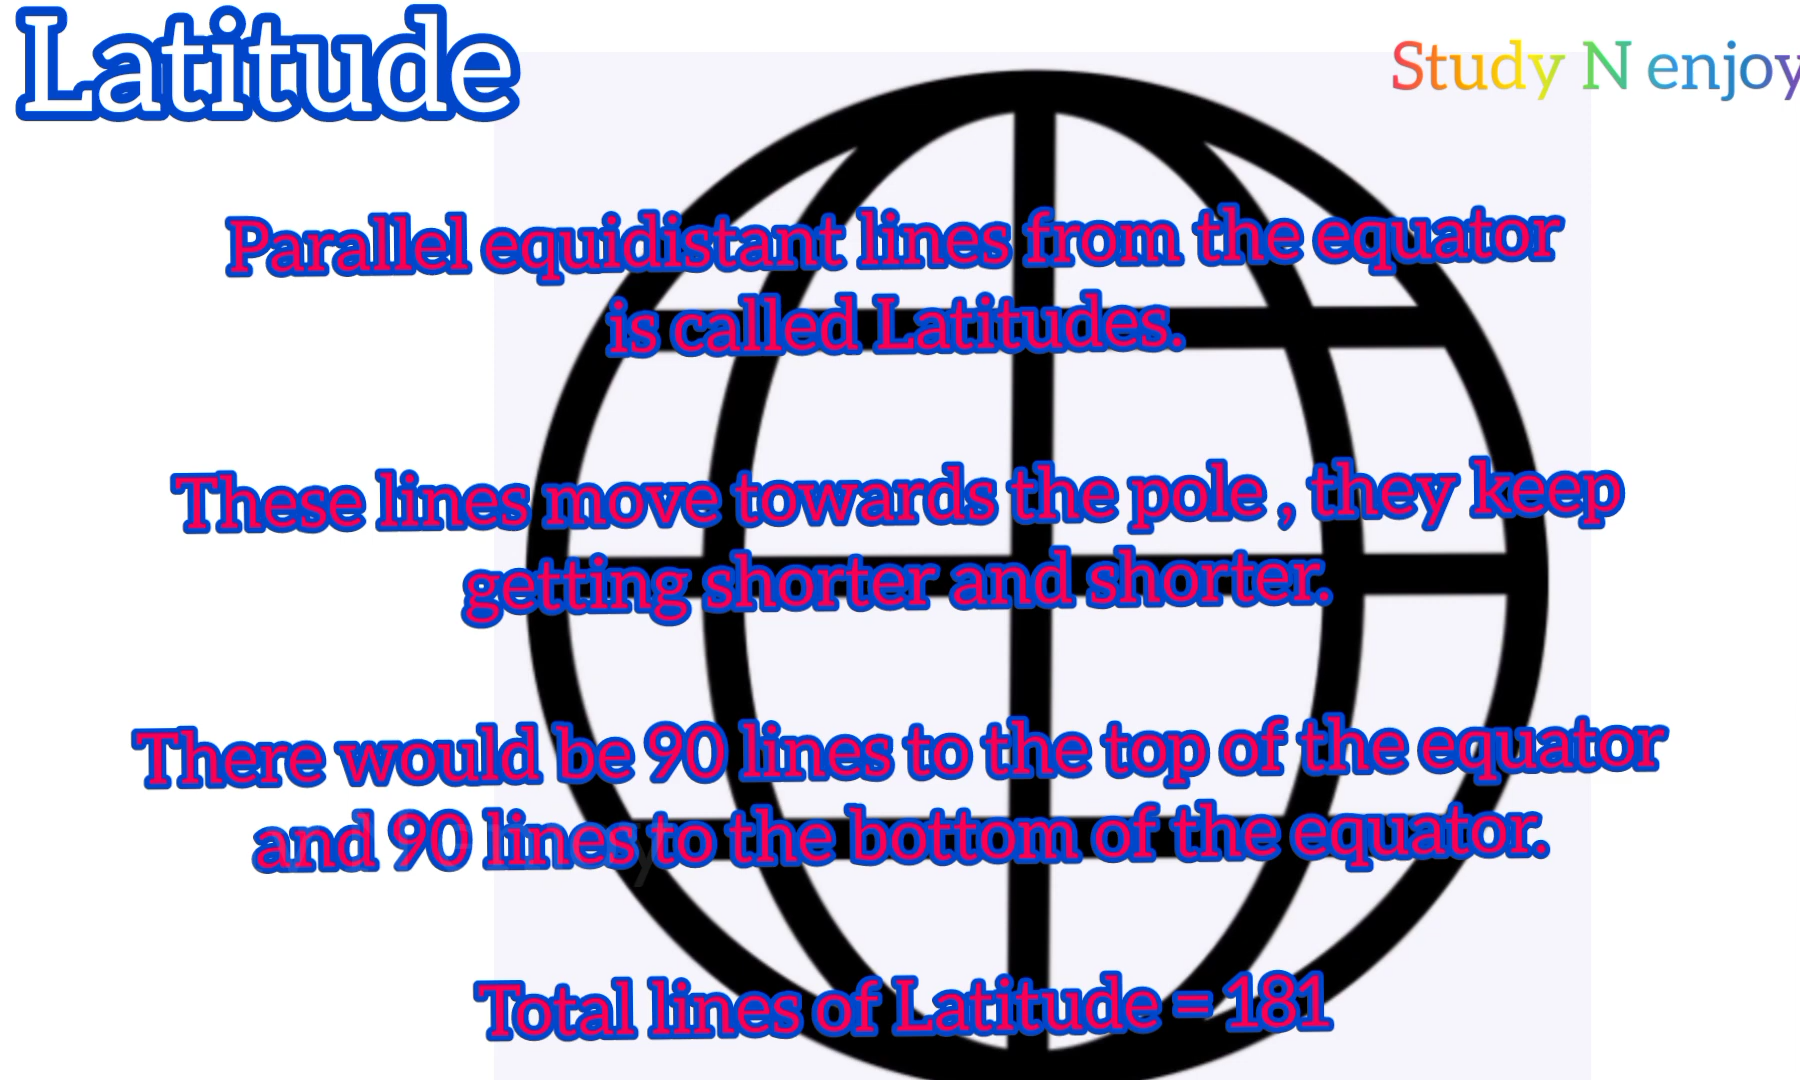 Latitude
Study N enjoy
Parallel equidistant lines from the equator
is called Latitudes.
These lines move towards the pole , they keep
getting shorter and shorter.
There would be 90 lines to the top of the equator
and 90 lines to the bottom of the equator.
Total lines of Latitude = 181